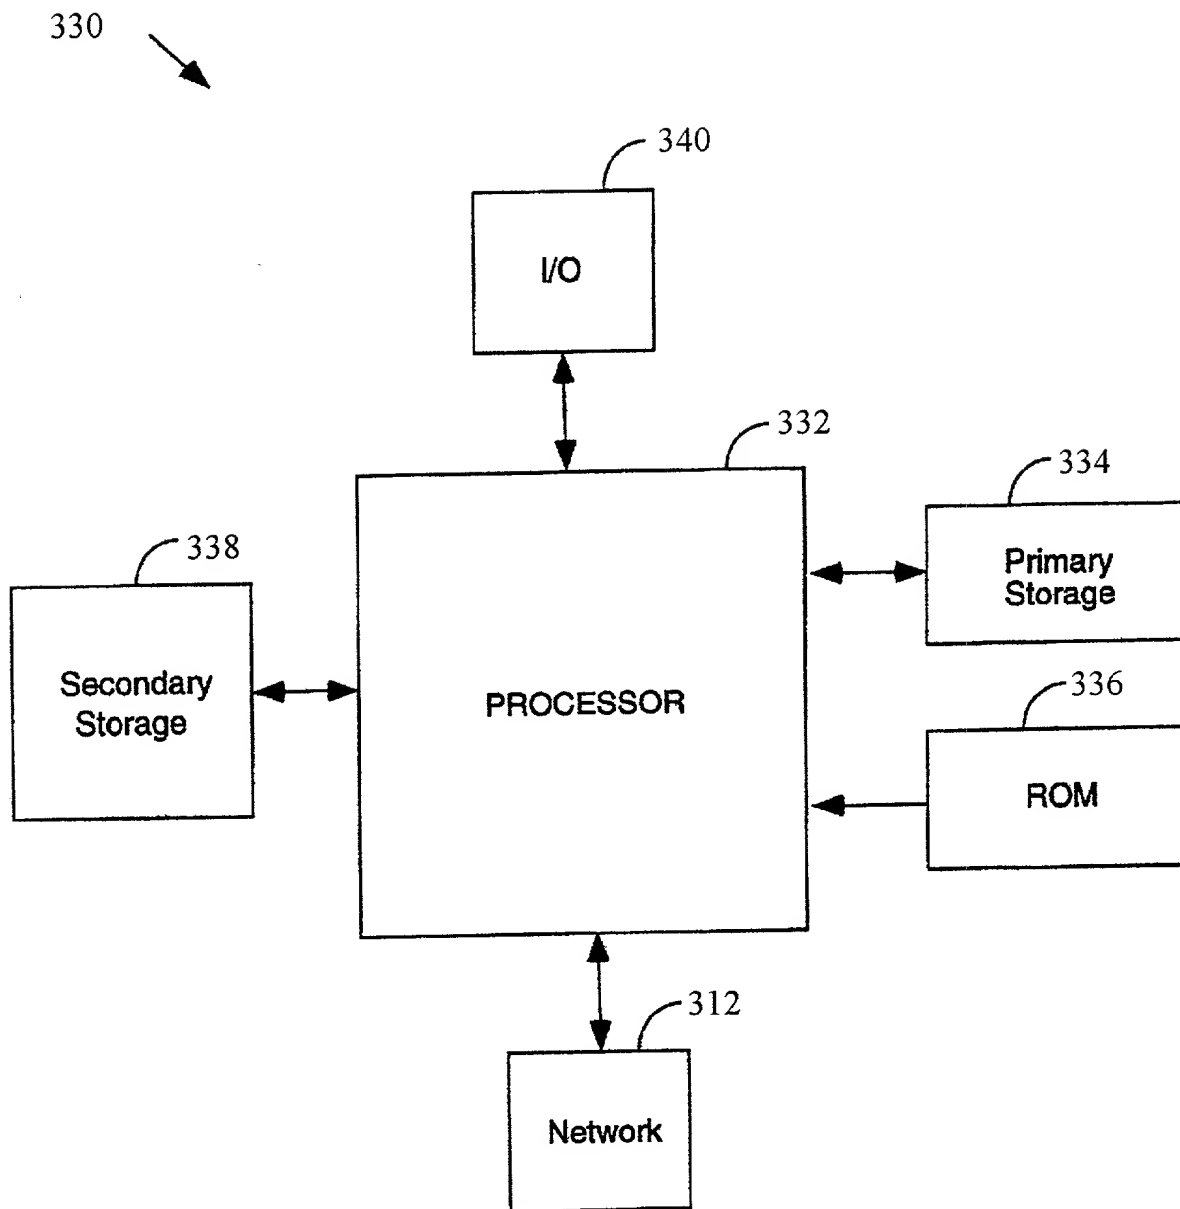 330
340
I/O
332
334
Primary
Storage
338
Secondary
Storage
PROCESSOR
336
ROM
312
Network